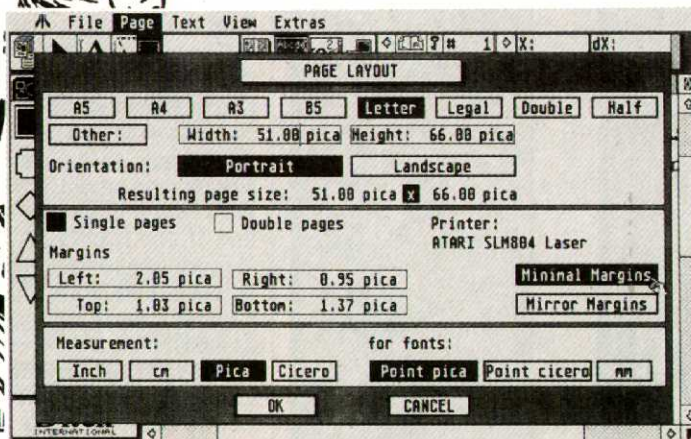 File Page Text View Extras
# 1 X: dX:
PAGE LAYOUT
A5 A4 A3 B5 Letter Legal Double Half
Other: Width: 51.00 pica Height: 66.00 pica
Orientation: Portrait Landscape
Resulting page size: 51.00 pica x 66.00 pica
Single pages Double pages Printer:
ATARI SLM804 Laser
Margins
Left: 2.05 pica Right: 0.95 pica Minimal Margins
Top: 1.03 pica Bottom: 1.37 pica Mirror Margins
Measurement: for fonts:
Inch cm Pica Cicero Point pica Point cicero mm
OK CANCEL
INTERNATIONAL